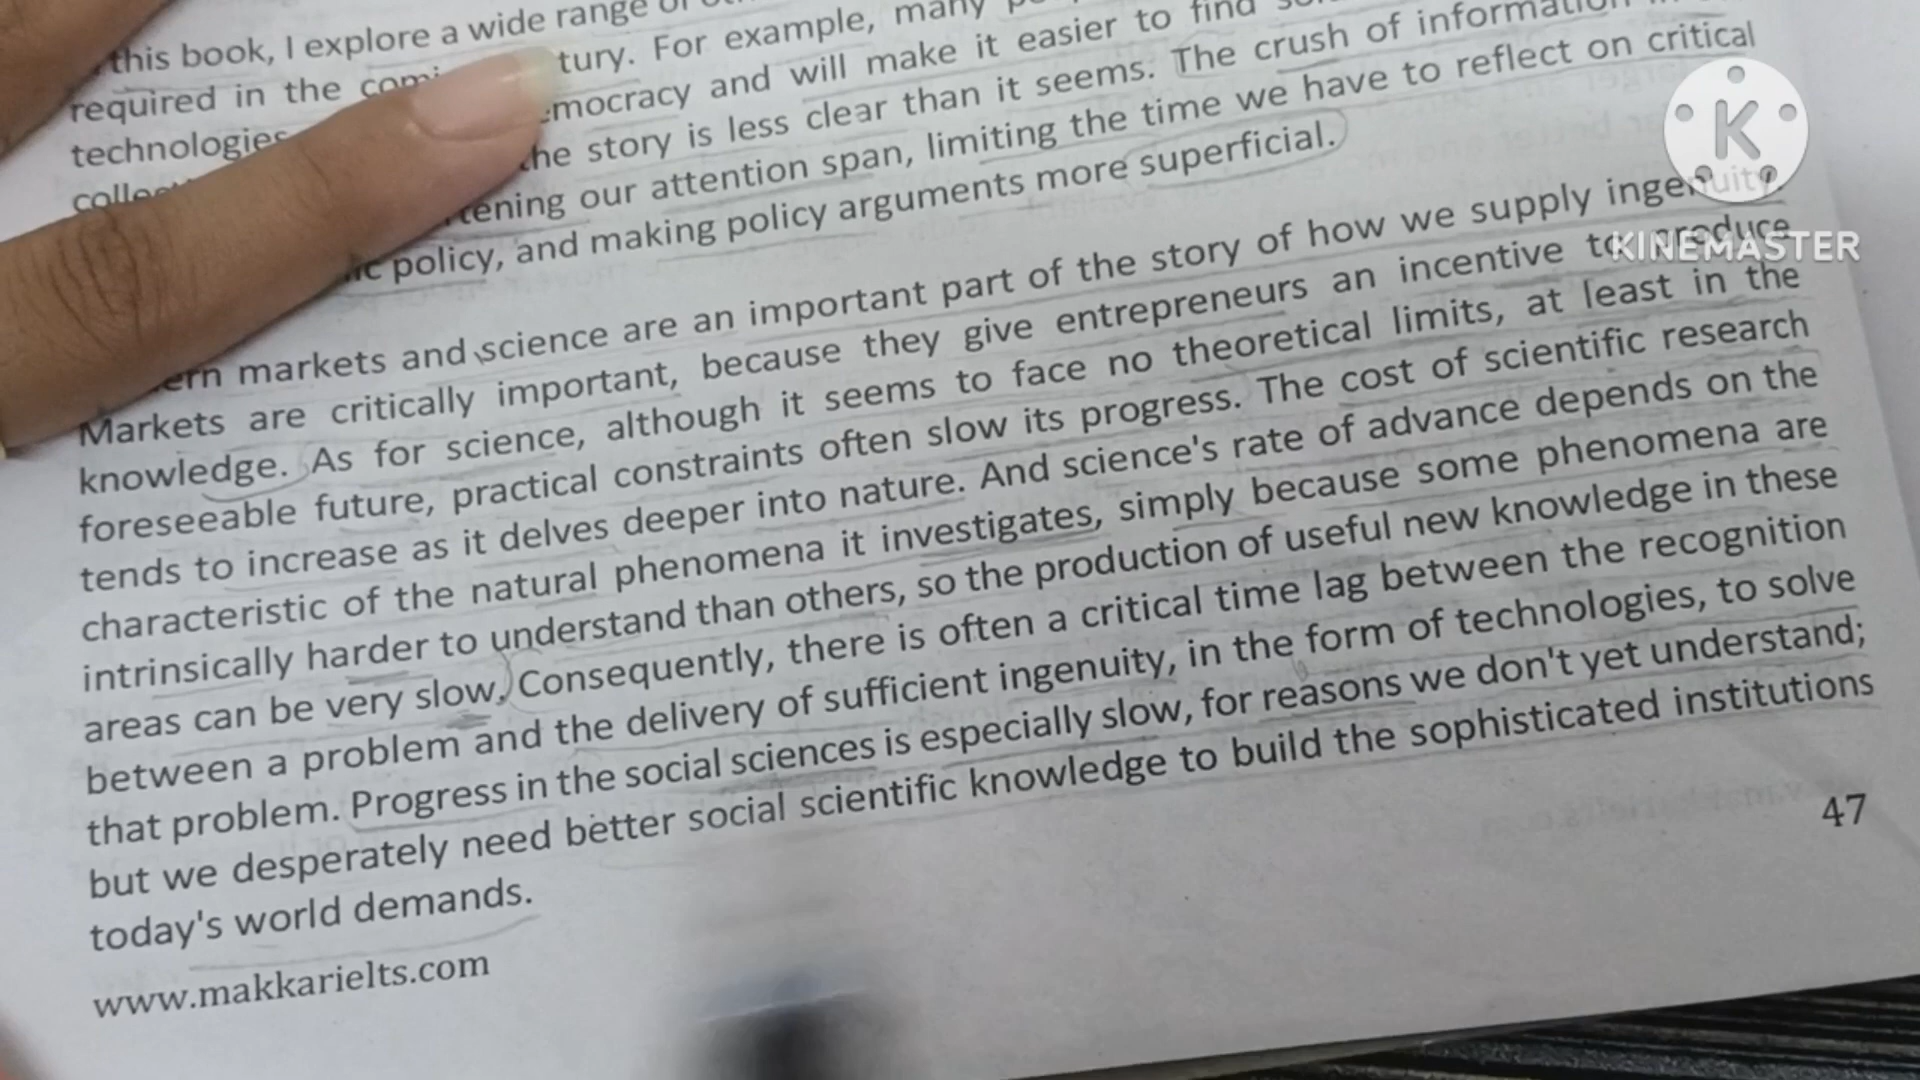 this book, I explore a wide range
required in the tury. For example, many
technologies mocracy and will make it easier to find
the story is less clear than it seems. The crush of information
tening our attention span, limiting the time we have to reflect on critical
ic policy, and making policy arguments more superficial.
ern markets and science are an important part of the story of how we supply ingenuity.
Markets are critically important, because they give entrepreneurs an incentive to produce
knowledge. As for science, although it seems to face no theoretical limits, at least in the
foreseeable future, practical constraints often slow its progress. The cost of scientific research
tends to increase as it delves deeper into nature. And science's rate of advance depends on the
characteristic of the natural phenomena it investigates, simply because some phenomena are
intrinsically harder to understand than others, so the production of useful new knowledge in these
areas can be very slow. Consequently, there is often a critical time lag between the recognition
between a problem and the delivery of sufficient ingenuity, in the form of technologies, to solve
that problem. Progress in the social sciences is especially slow, for reasons we don't yet understand;
but we desperately need better social scientific knowledge to build the sophisticated institutions
today's world demands.
47
www.makkarielts.com
K
KINEMASTER